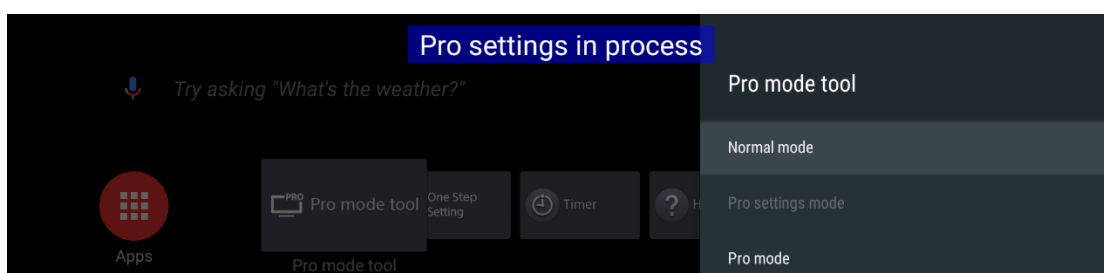 Pro settings in process
Try asking "What's the weather?"
Pro mode tool
Normal mode
Pro settings mode
Pro mode
PRO
Pro mode tool
One Step
Setting
Timer
?
H
Apps
Pro mode tool